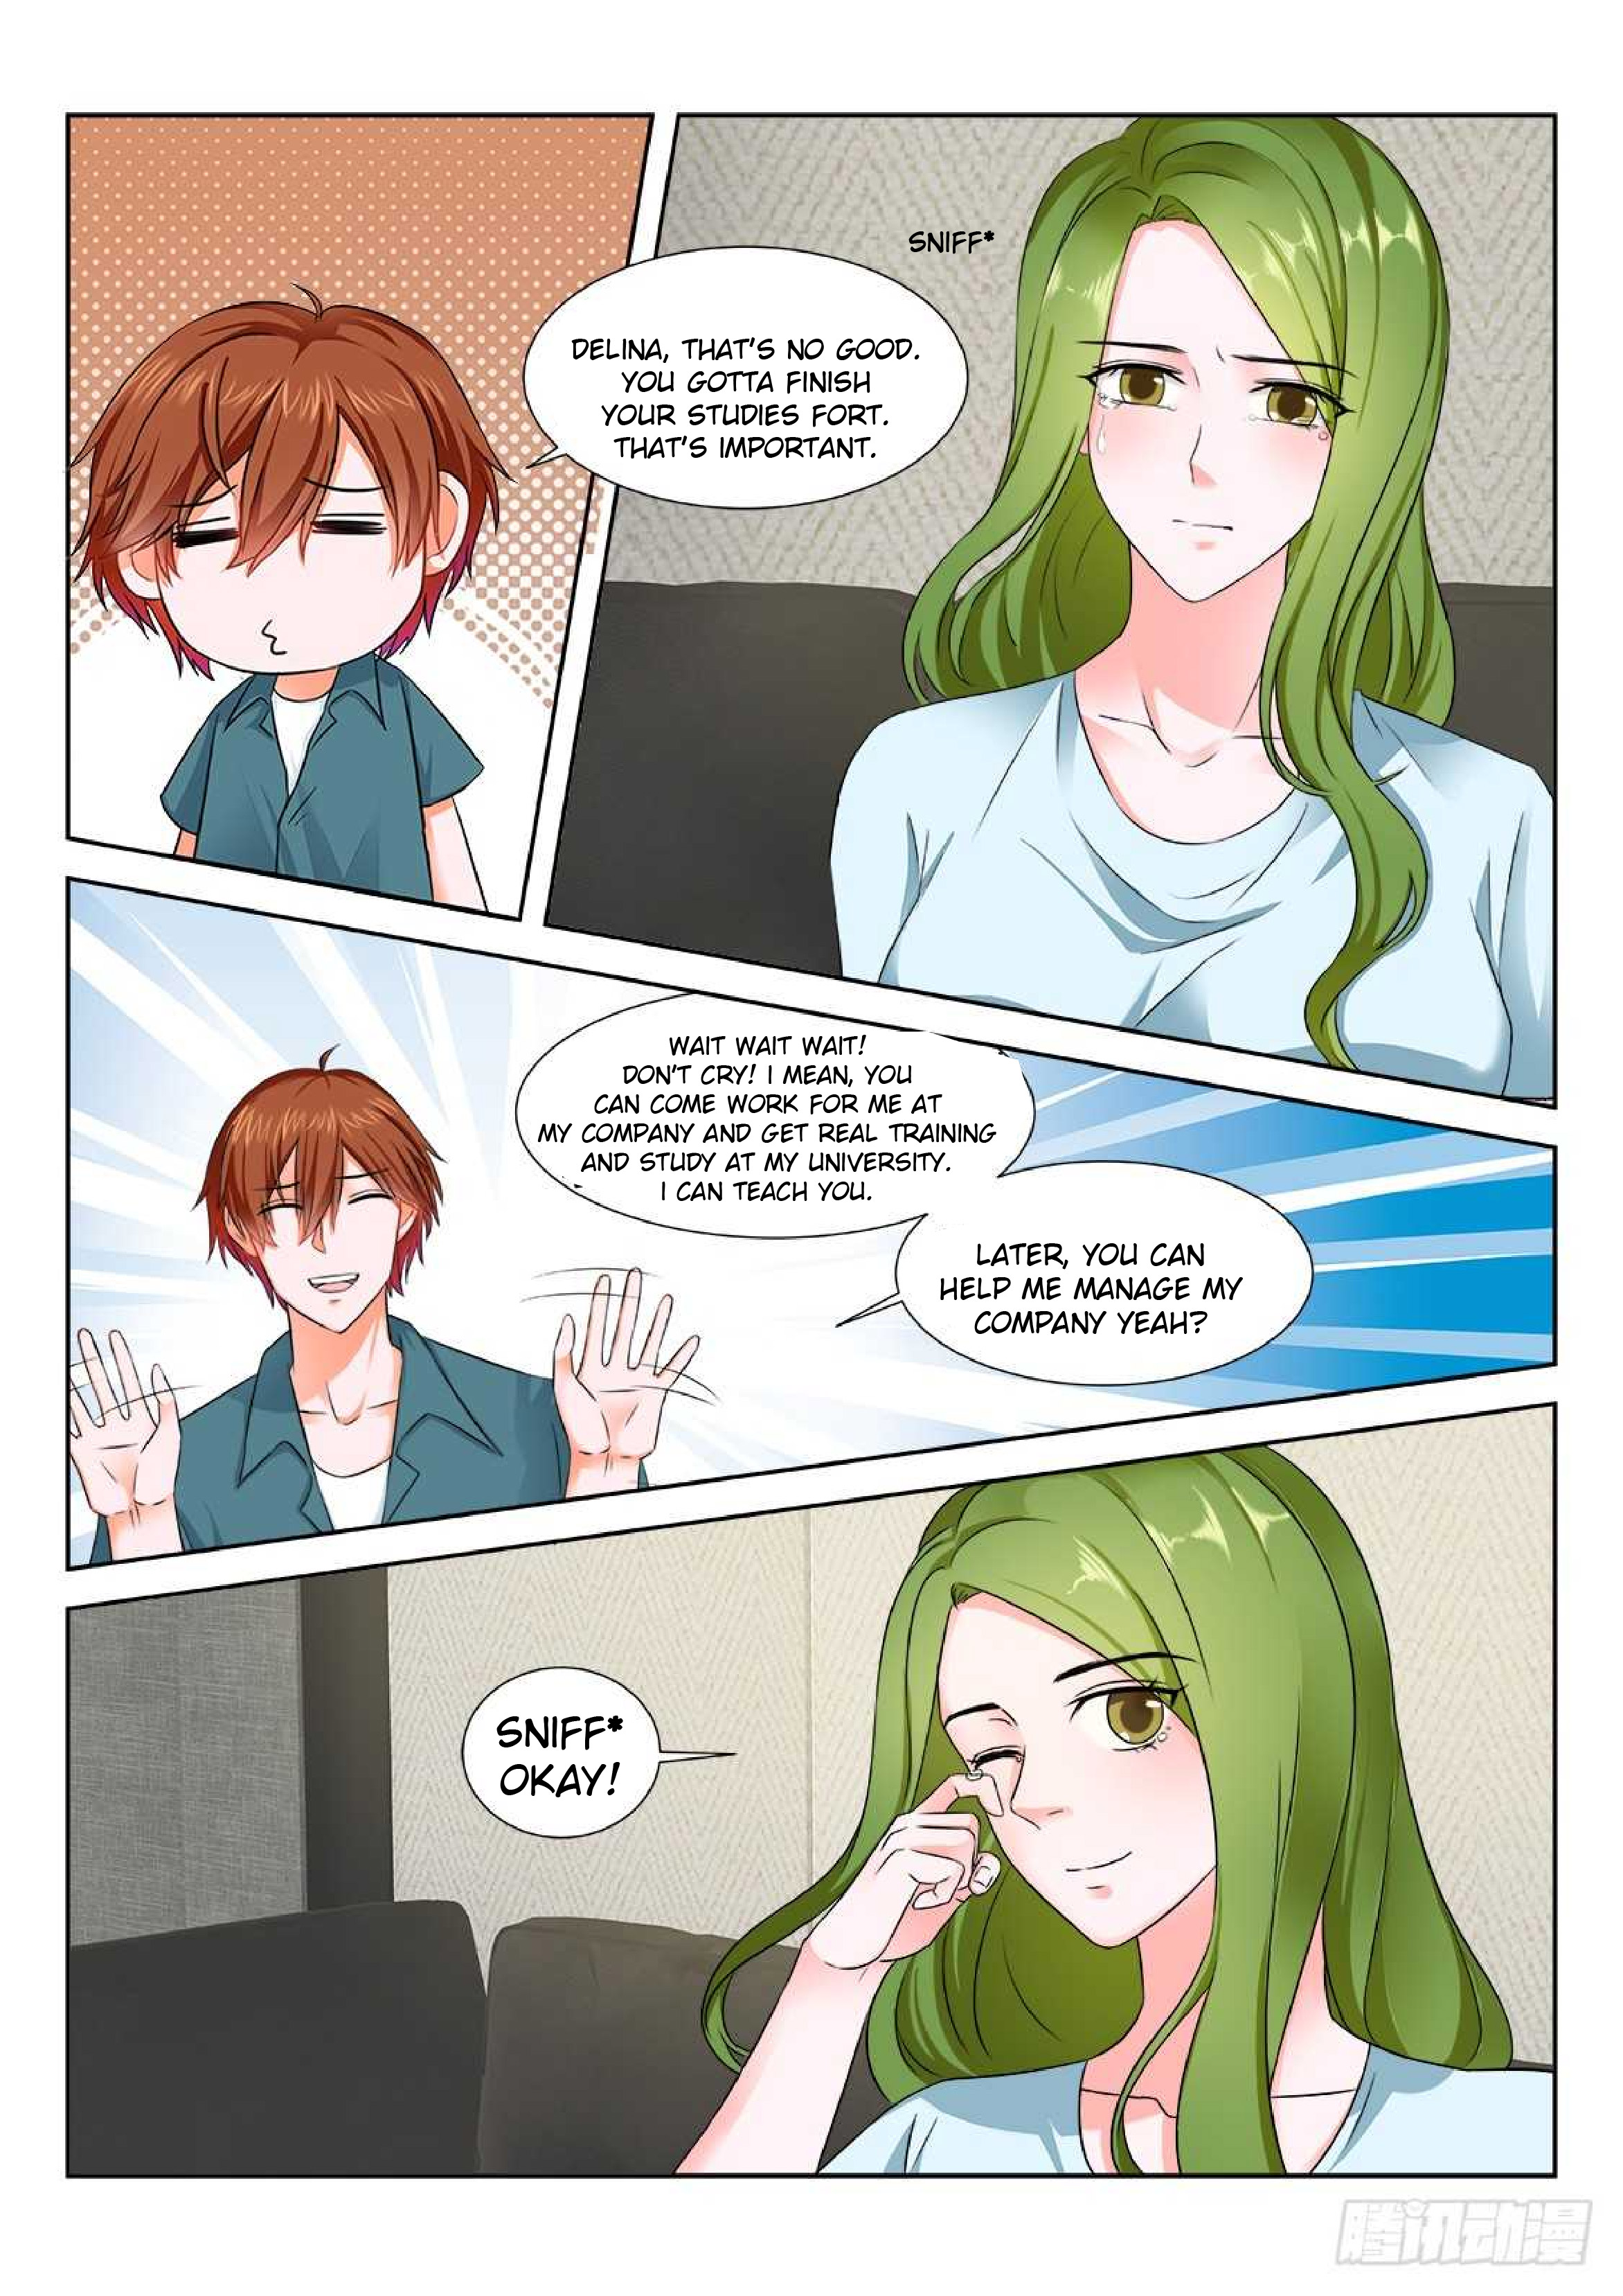 DELINA, THAT'S NO GOOD.
YOU GOTTA FINISH
YOUR STUDIES FORT.
THAT'S IMPORTANT.
SNIFF*
WAIT WAIT WAIT!
DON'T CRY! I MEAN, YOU
CAN COME WORK FOR ME AT
MY COMPANY AND GET REAL TRAINING
AND STUDY AT MY UNIVERSITY.
I CAN TEACH YOU.
LATER, YOU CAN
HELP ME MANAGE MY
COMPANY YEAH?
SNIFF*
OKAY!
腾讯动漫